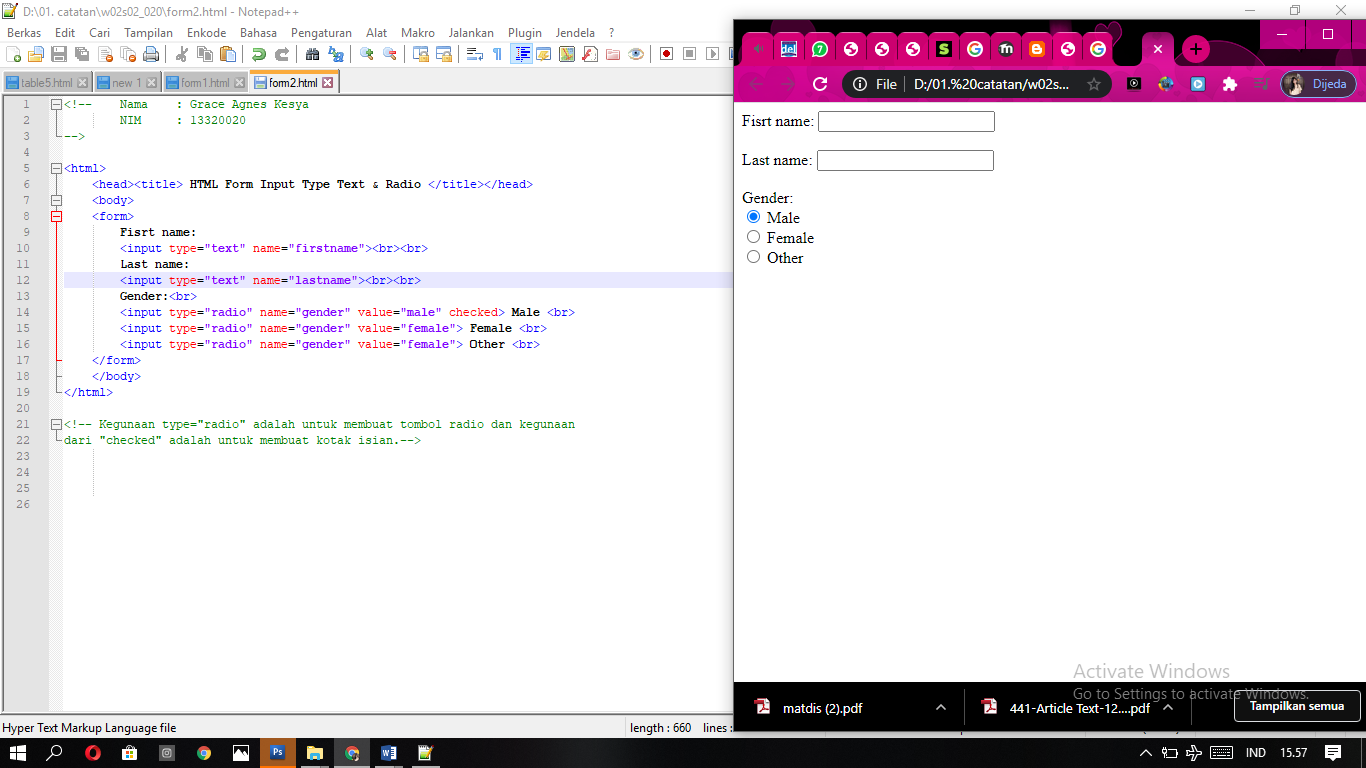 D:\01. catatan\w02s02_020\form2.html - Notepad++
Berkas Edit Cari Tampilan Enkode Bahasa Pengaturan Alat Makro Jalankan Plugin Jendela ?
table5.html new 1 form1.html form2.html
1 <!-- Nama : Grace Agnes Kesya
2 NIM : 13320020
3 -->
4
5 <html>
6 <head><title> HTML Form Input Type Text & Radio </title></head>
7 <body>
8 <form>
9 Fisrt name:
10 <input type="text" name="firstname"><br><br>
11 Last name:
12 <input type="text" name="lastname"><br><br>
13 Gender:<br>
14 <input type="radio" name="gender" value="male" checked> Male <br>
15 <input type="radio" name="gender" value="female"> Female <br>
16 <input type="radio" name="gender" value="female"> Other <br>
17 </form>
18 </body>
19 </html>
20
21 <!-- Kegunaan type="radio" adalah untuk membuat tombol radio dan kegunaan
22 dari "checked" adalah untuk membuat kotak isian.-->
23
24
25
26
Hyper Text Markup Language file length : 660 lines :
File D:/01.%20catatan/w02s... Dijeda
Fisrt name:
Last name:
Gender:
Male
Female
Other
Activate Windows
Go to Settings to activate Windows.
matdis (2).pdf 441-Article Text-12....pdf Tampilkan semua
IND 15.57